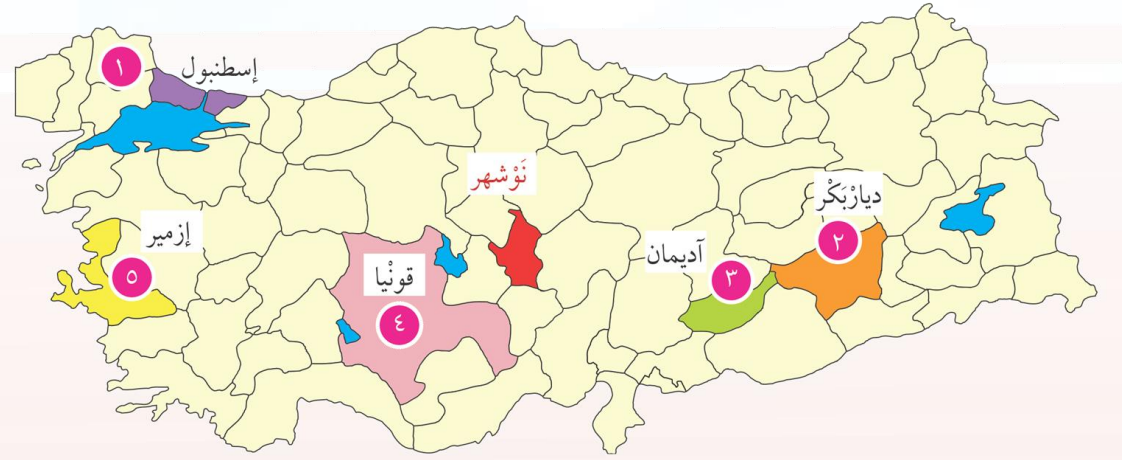 ١
إسطنبول
نَوْشهر
ديارْبَكْر
٢
إزمير
٥
آديمان
٣
قونْيا
٤